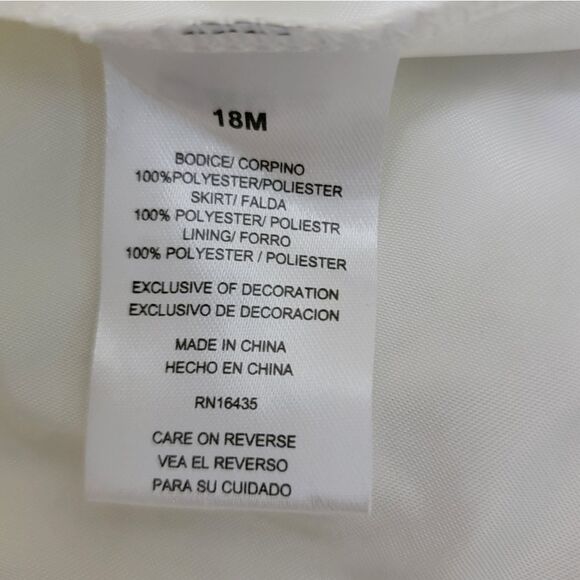 18M
BODICE/ CORPINO
100%POLYESTER/POLIESTER
SKIRT/ FALDA
100% POLYESTER/ POLIESTR
LINING/ FORRO
100% POLYESTER / POLIESTER
EXCLUSIVE OF DECORATION
EXCLUSIVO DE DECORACION
MADE IN CHINA
HECHO EN CHINA
RN16435
CARE ON REVERSE
VEA EL REVERSO
PARA SU CUIDADO